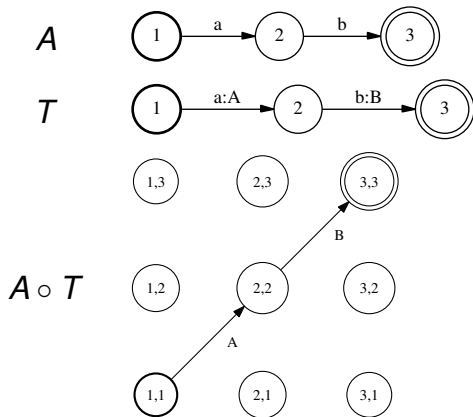 a b
A 1 2 3
a:A b:B
T 1 2 3
1,3 2,3 3,3
B
A ∘ T 1,2 2,2 3,2
A
1,1 2,1 3,1